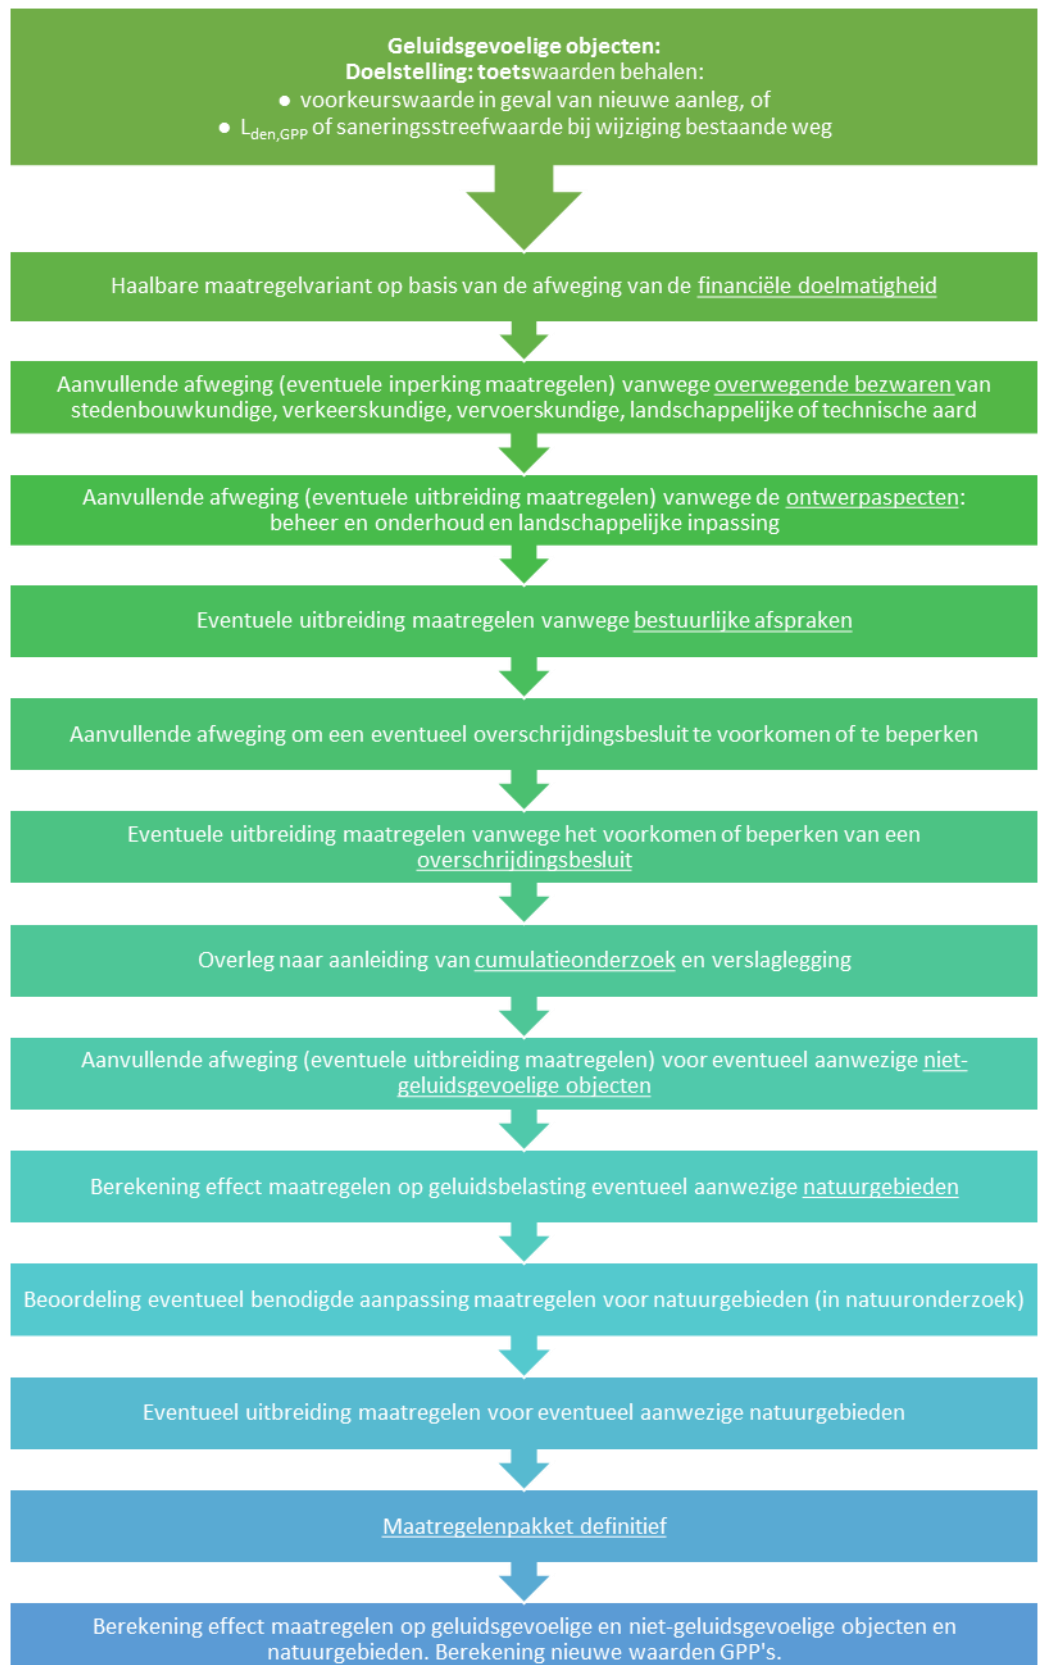 Geluidsgevoelige objecten:
Doelstelling: toetswaarden behalen:
● voorkeurswaarde in geval van nieuwe aanleg, of
● Lden,GPP of saneringsstreefwaarde bij wijziging bestaande weg
Haalbare maatregelvariant op basis van de afweging van de financiële doelmatigheid
Aanvullende afweging (eventuele inperking maatregelen) vanwege overwegende bezwaren van
stedenbouwkundige, verkeerskundige, vervoerskundige, landschappelijke of technische aard
Aanvullende afweging (eventuele uitbreiding maatregelen) vanwege de ontwerpaspecten:
beheer en onderhoud en landschappelijke inpassing
Eventuele uitbreiding maatregelen vanwege bestuurlijke afspraken
Aanvullende afweging om een eventueel overschrijdingsbesluit te voorkomen of te beperken
Eventuele uitbreiding maatregelen vanwege het voorkomen of beperken van een
overschrijdingsbesluit
Overleg naar aanleiding van cumulatieonderzoek en verslaglegging
Aanvullende afweging (eventuele uitbreiding maatregelen) voor eventueel aanwezige niet-
geluidsgevoelige objecten
Berekening effect maatregelen op geluidsbelasting eventueel aanwezige natuurgebieden
Beoordeling eventueel benodigde aanpassing maatregelen voor natuurgebieden (in natuuronderzoek)
Eventueel uitbreiding maatregelen voor eventueel aanwezige natuurgebieden
Maatregelenpakket definitief
Berekening effect maatregelen op geluidsgevoelige en niet-geluidsgevoelige objecten en
natuurgebieden. Berekening nieuwe waarden GPP's.